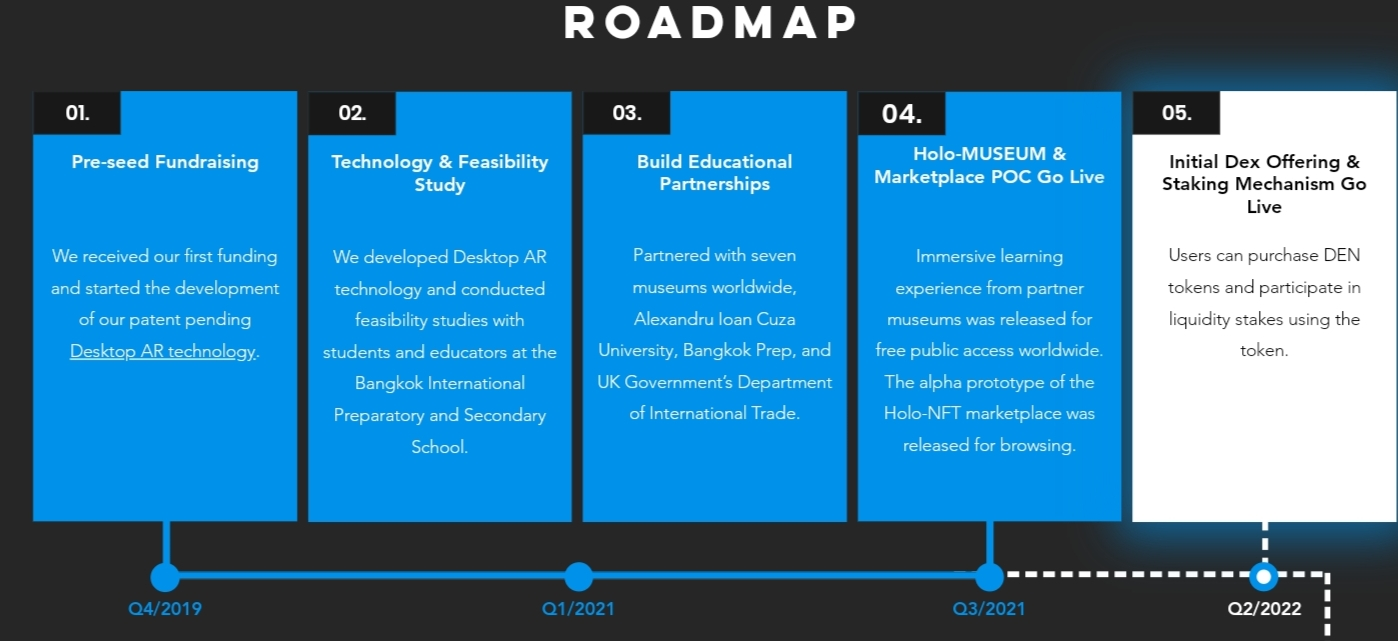 ROADMAP
01.
Pre-seed Fundraising
We received our first funding
and started the development
of our patent pending
Desktop AR technology.
02.
Technology & Feasibility
Study
We developed Desktop AR
technology and conducted
feasibility studies with
students and educators at the
Bangkok International
Preparatory and Secondary
School.
03.
Build Educational
Partnerships
Partnered with seven
museums worldwide,
Alexandru Ioan Cuza
University, Bangkok Prep, and
UK Government's Department
of International Trade.
04.
Holo-MUSEUM &
Marketplace POC Go Live
Immersive learning
experience from partner
museums was released for
free public access worldwide.
The alpha prototype of the
Holo-NFT marketplace was
released for browsing.
05.
Initial Dex Offering &
Staking Mechanism Go
Live
Users can purchase DEN
tokens and participate in
liquidity stakes using the
token.
Q4/2019
Q1/2021
Q3/2021
Q2/2022